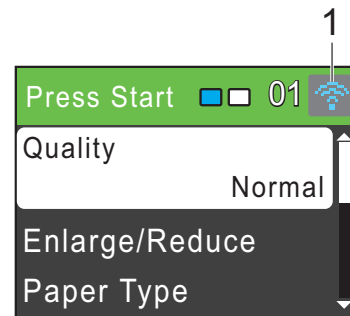 1
Press Start 01
Quality
Normal
Enlarge/Reduce
Paper Type